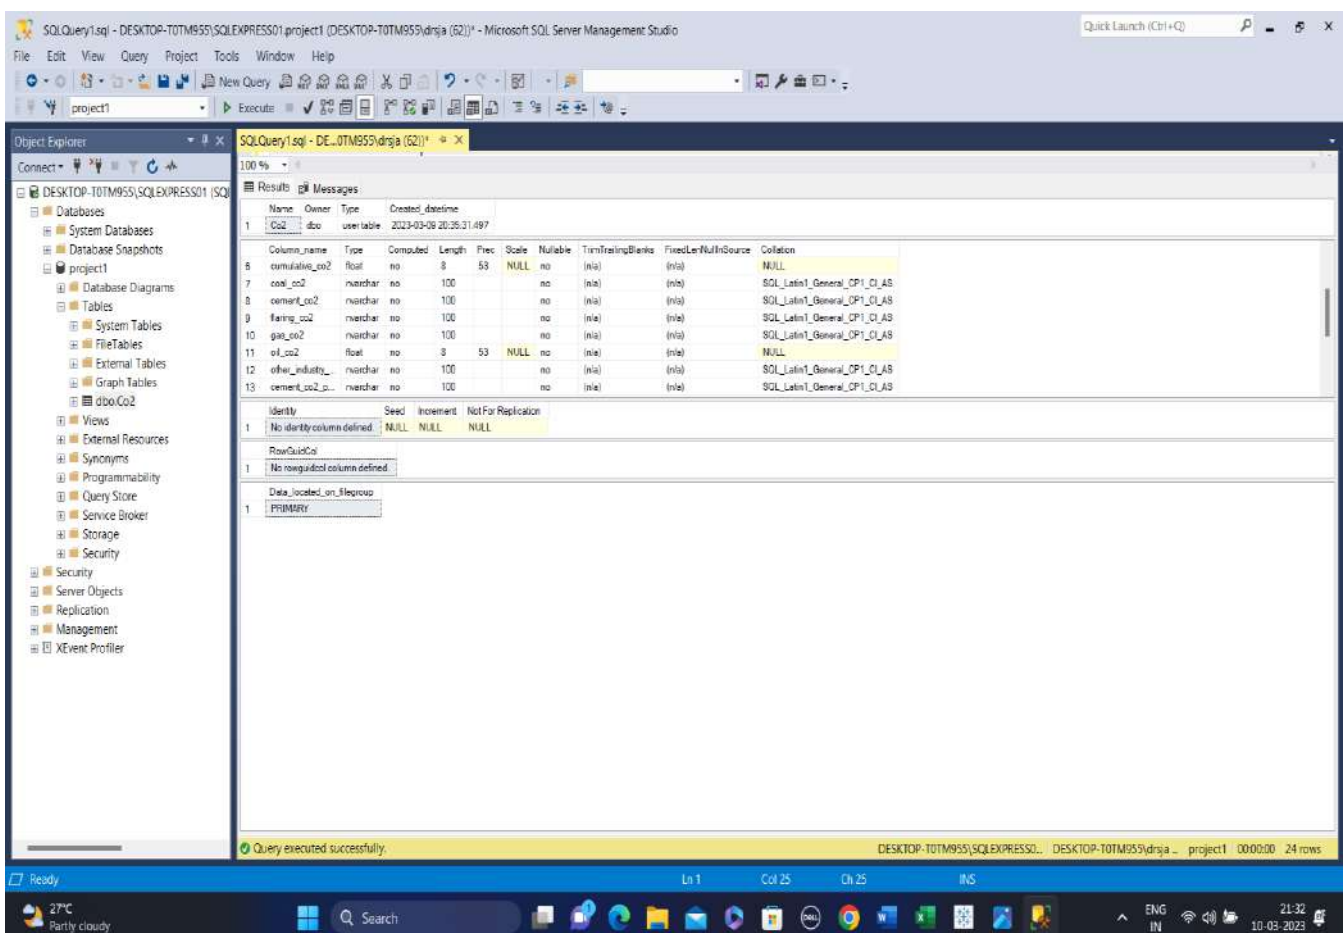 SQLQuery1.sql - DESKTOP-T0TM955\SQLEXPRESS01.project1 (DESKTOP-T0TM955\drsja (62))* - Microsoft SQL Server Management Studio
Quick Launch (Ctrl+Q)
File Edit View Query Project Tools Window Help
New Query
project1 Execute
Object Explorer
SQLQuery1.sql - DE...0TM955\drsja (62))*
Connect
100 %
DESKTOP-T0TM955\SQLEXPRESS01 (SQL
Databases
System Databases
Database Snapshots
project1
Database Diagrams
Tables
System Tables
FileTables
External Tables
Graph Tables
dbo.Co2
Views
External Resources
Synonyms
Programmability
Query Store
Service Broker
Storage
Security
Security
Server Objects
Replication
Management
XEvent Profiler
Results Messages
Name Owner Type Created_datetime
1 Co2 dbo user table 2023-03-09 20:35:31.497
Column_name Type Computed Length Prec Scale Nullable TrimTrailingBlanks FixedLenNullInSource Collation
6 cumulative_co2 float no 8 53 NULL no (n/a) (n/a) NULL
7 coal_co2 nvarchar no 100 no (n/a) (n/a) SQL_Latin1_General_CP1_CI_AS
8 cement_co2 nvarchar no 100 no (n/a) (n/a) SQL_Latin1_General_CP1_CI_AS
9 flaring_co2 nvarchar no 100 no (n/a) (n/a) SQL_Latin1_General_CP1_CI_AS
10 gas_co2 nvarchar no 100 no (n/a) (n/a) SQL_Latin1_General_CP1_CI_AS
11 oil_co2 float no 8 53 NULL no (n/a) (n/a) NULL
12 other_industry_... nvarchar no 100 no (n/a) (n/a) SQL_Latin1_General_CP1_CI_AS
13 cement_co2_p... nvarchar no 100 no (n/a) (n/a) SQL_Latin1_General_CP1_CI_AS
Identity Seed Increment Not For Replication
1 No identity column defined. NULL NULL NULL
RowGuidCol
1 No rowguidcol column defined.
Data_located_on_filegroup
1 PRIMARY
Query executed successfully.
DESKTOP-T0TM955\SQLEXPRESS0... DESKTOP-T0TM955\drsja ... project1 00:00:00 24 rows
Ready Ln 1 Col 25 Ch 25 INS
27°C
Partly cloudy
Search
ENG
IN
21:32
10-03-2023